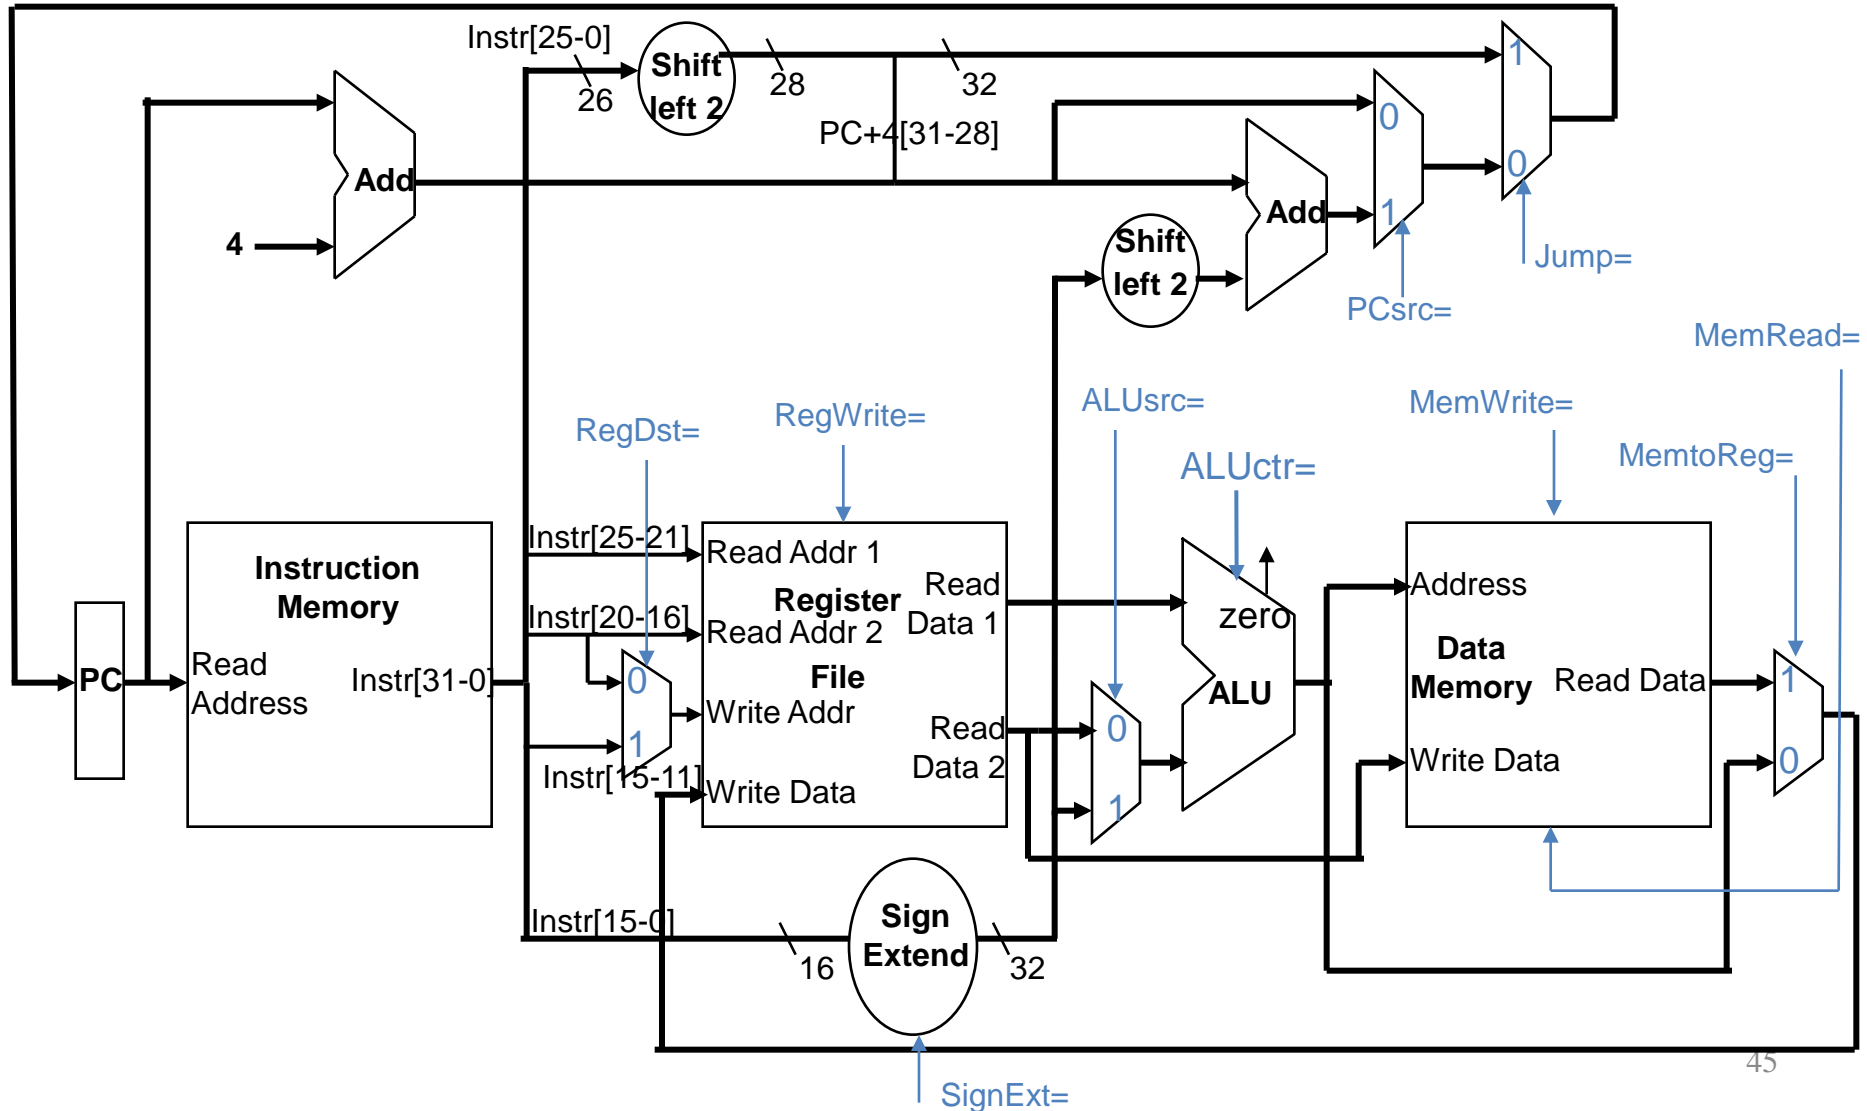 Instr[25-0]
26
Shift
left 2
28
32
1
0
PC+4[31-28]
0
1
Add
4
Add
Shift
left 2
Jump=
PCsrc=
MemRead=
RegDst=
RegWrite=
ALUsrc=
MemWrite=
ALUctr=
MemtoReg=
Instruction
Memory
Read
Address
Instr[31-0]
PC
Instr[25-21]
Instr[20-16]
0
1
Instr[15-11]
Read Addr 1
Register
Read Addr 2
File
Write Addr
Write Data
Read
Data 1
Read
Data 2
0
1
zero
ALU
Address
Data
Memory
Read Data
Write Data
1
0
Instr[15-0]
16
Sign
Extend
32
SignExt=
45